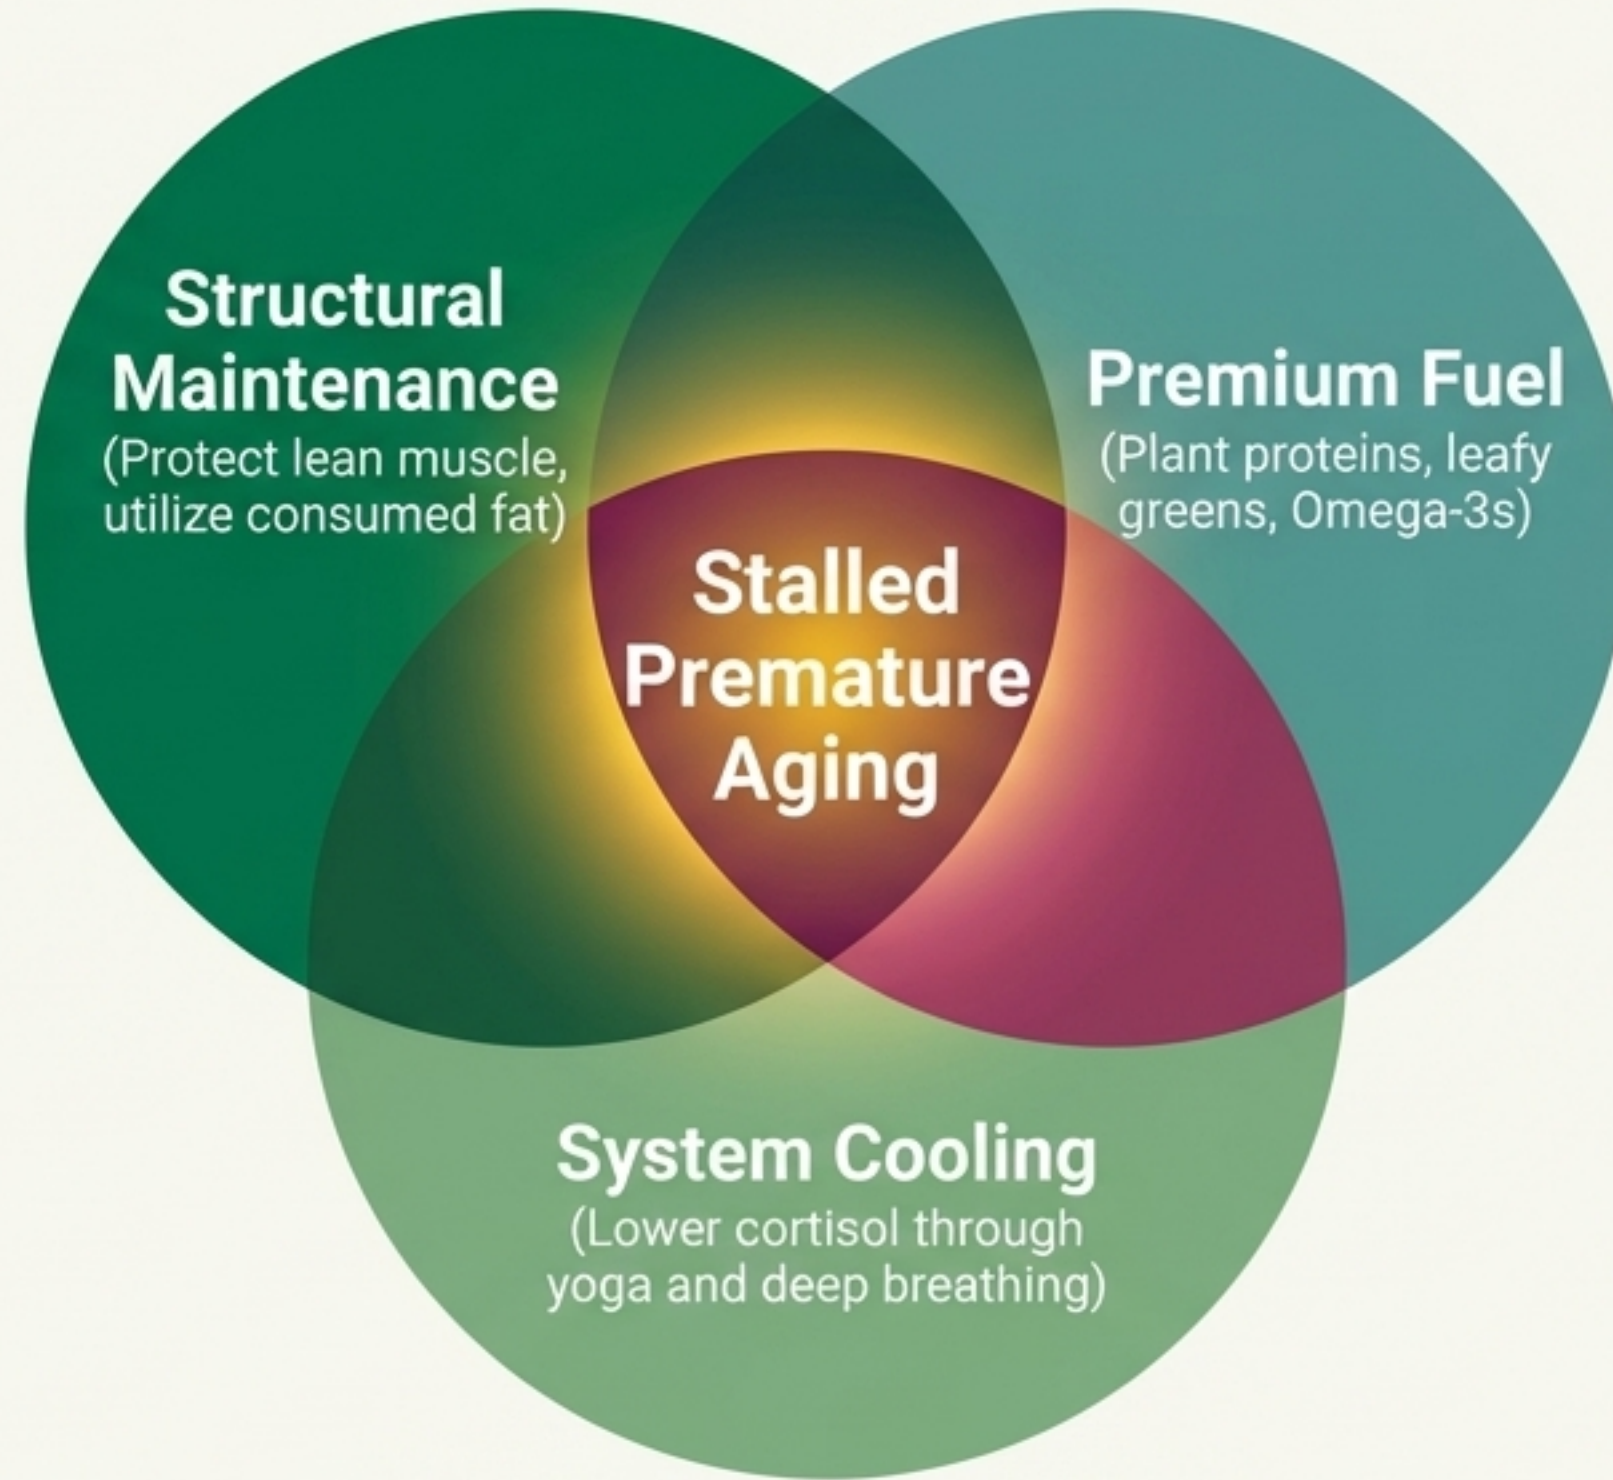 Structural
Maintenance
(Protect lean muscle,
utilize consumed fat)
Premium Fuel
(Plant proteins, leafy
greens, Omega-3s)
Stalled
Premature
Aging
System Cooling
(Lower cortisol through
yoga and deep breathing)